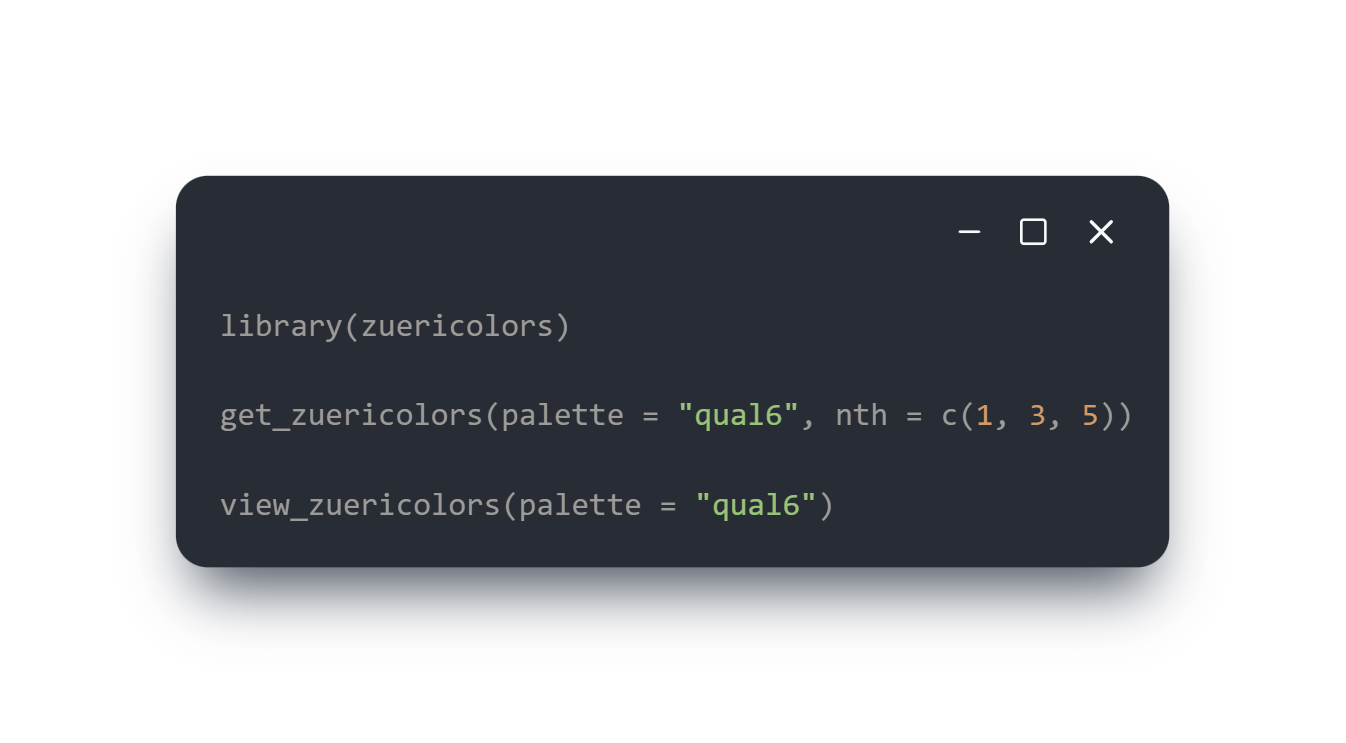 library(zuericolors)
get_zuericolors(palette = "qual6", nth = c(1, 3, 5))
view_zuericolors(palette = "qual6")